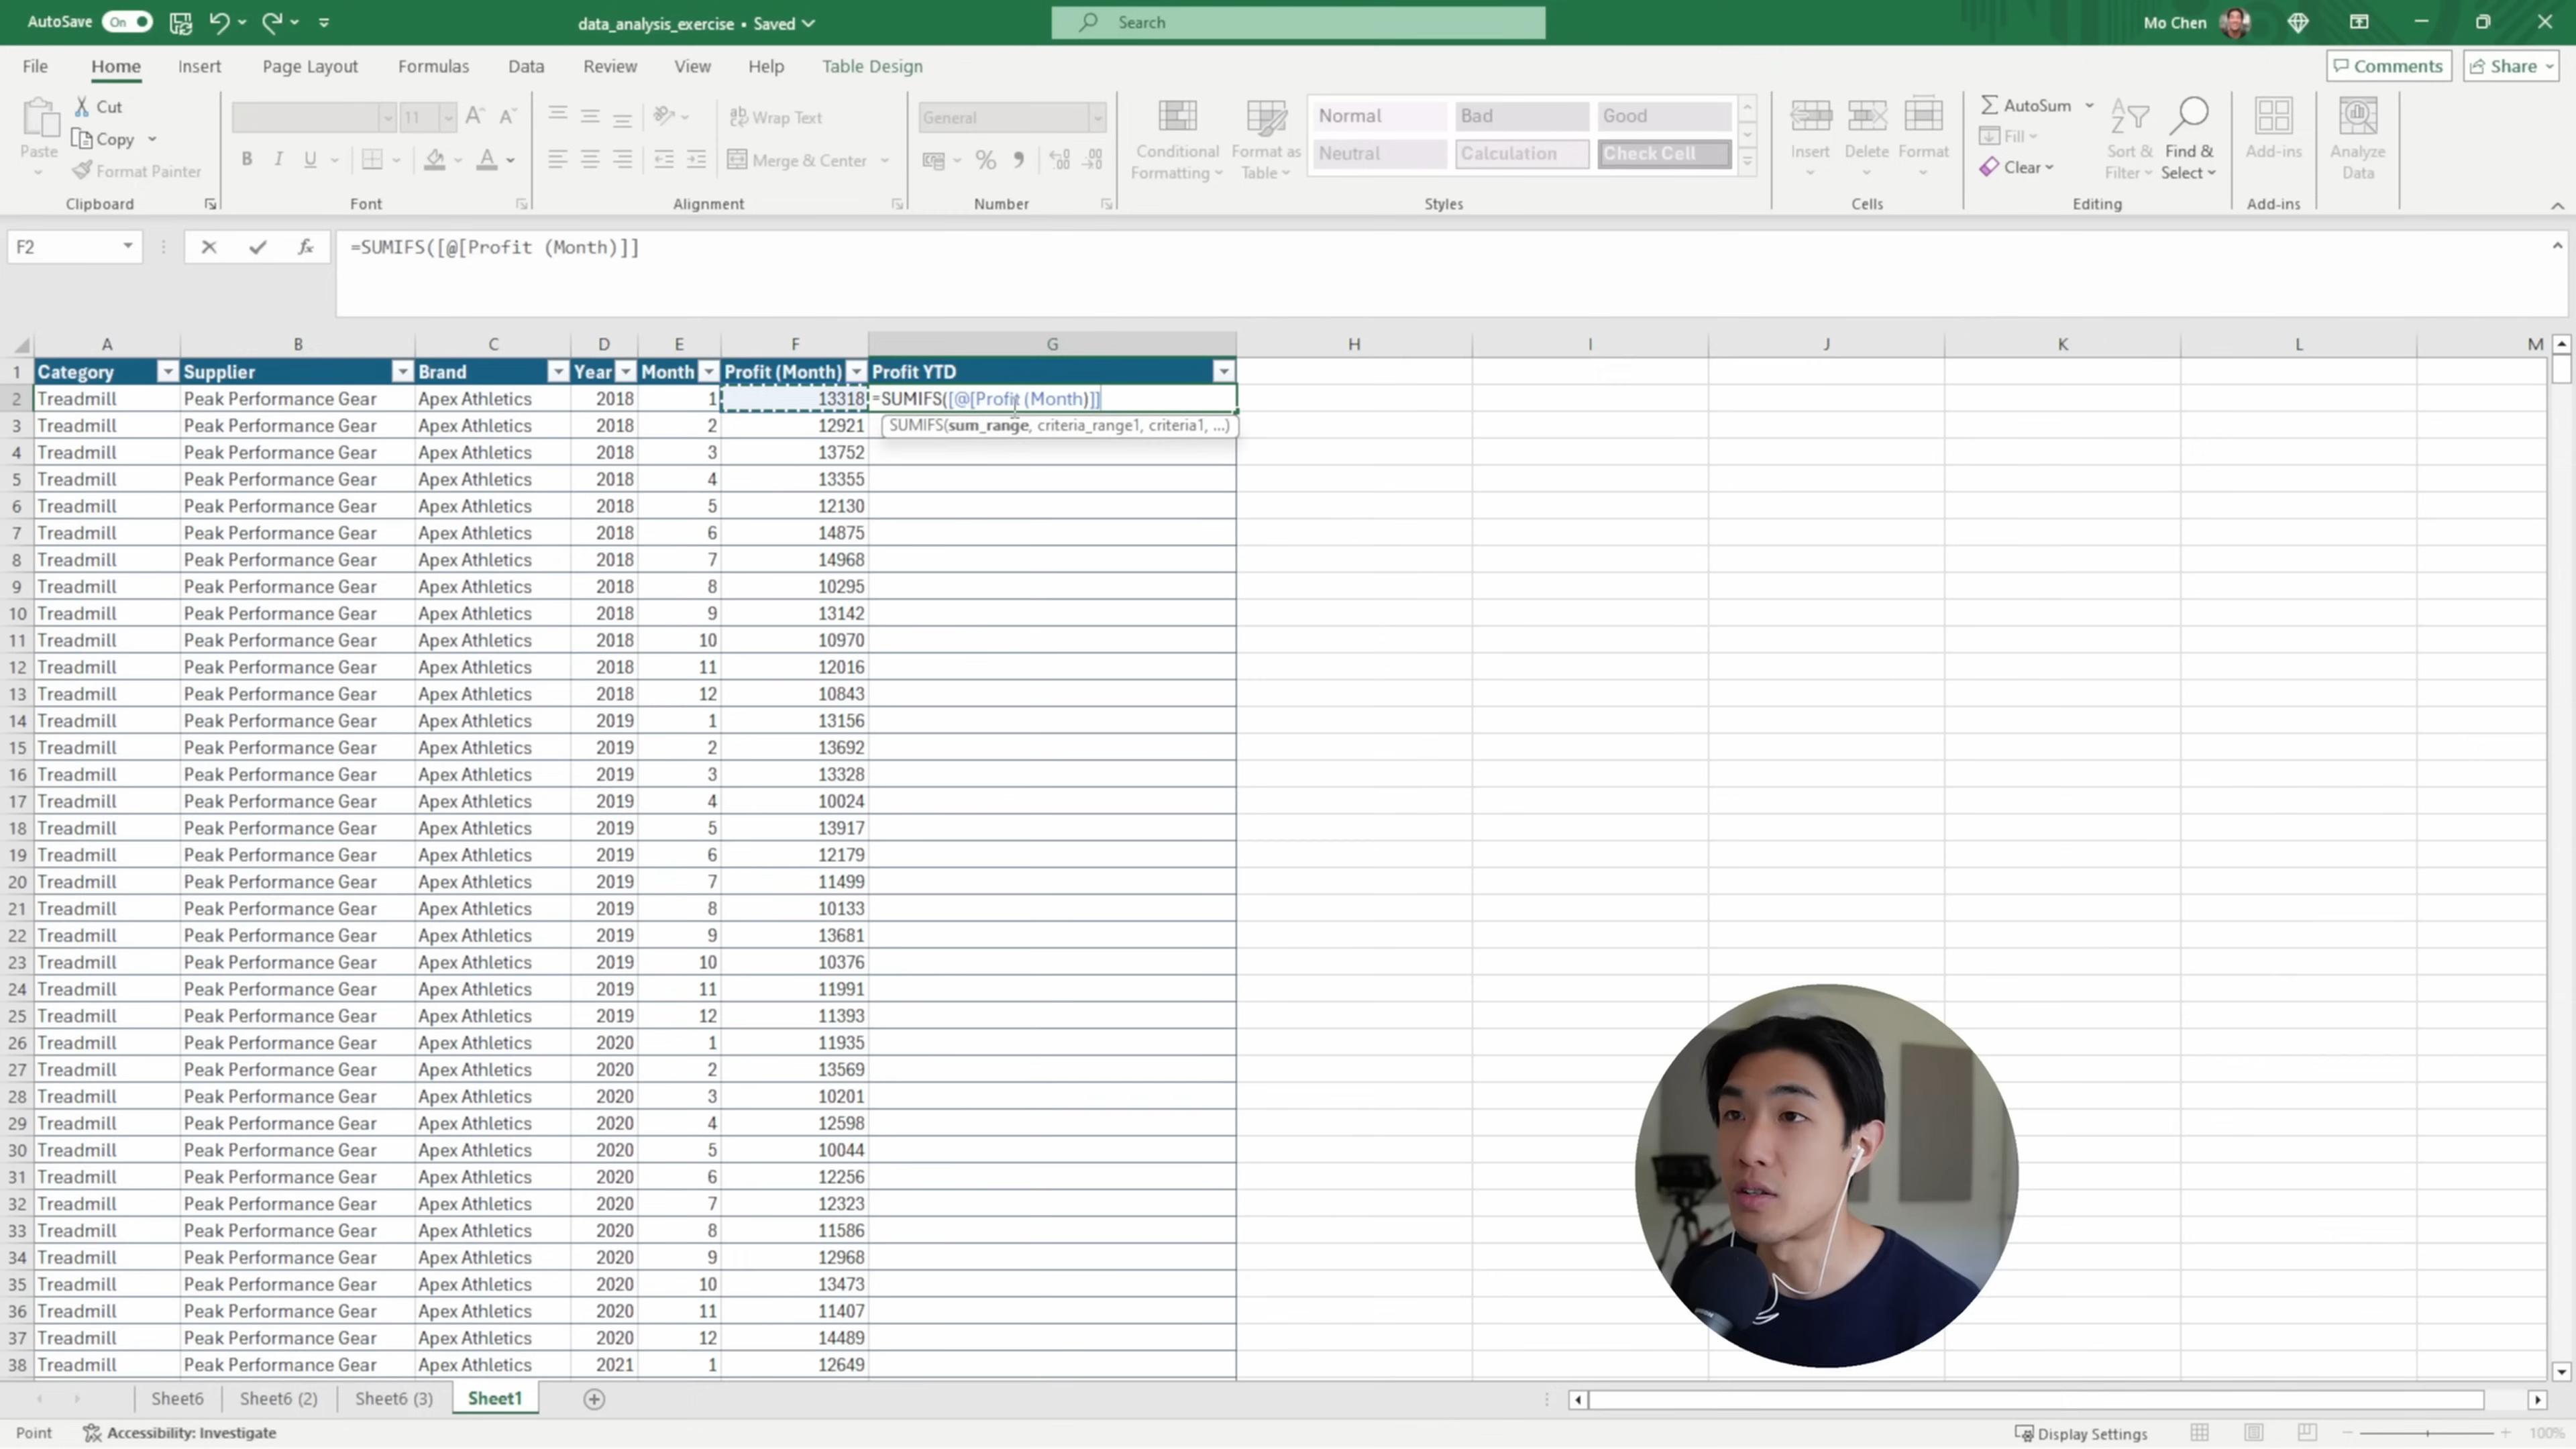 AutoSave On data_analysis_exercise • Saved Search Mo Chen
File Home Insert Page Layout Formulas Data Review View Help Table Design Comments Share
Cut
Copy
Paste
Format Painter
Clipboard
11
B I U
Font
Wrap Text
Merge & Center
Alignment
General
%
Number
Conditional Formatting
Format as Table
Normal Bad Good
Neutral Calculation Check Cell
Styles
Insert Delete Format
Cells
AutoSum
Fill
Clear
Sort & Filter
Find & Select
Editing
Add-ins
Add-ins
Analyze Data
F2 fx =SUMIFS([@[Profit (Month)]]
A B C D E F G H I J K L M
1 Category Supplier Brand Year Month Profit (Month) Profit YTD
2 Treadmill Peak Performance Gear Apex Athletics 2018 1 13318 =SUMIFS([@[Profit (Month)]]
3 Treadmill Peak Performance Gear Apex Athletics 2018 2 12921 SUMIFS(sum_range, criteria_range1, criteria1, ...)
4 Treadmill Peak Performance Gear Apex Athletics 2018 3 13752
5 Treadmill Peak Performance Gear Apex Athletics 2018 4 13355
6 Treadmill Peak Performance Gear Apex Athletics 2018 5 12130
7 Treadmill Peak Performance Gear Apex Athletics 2018 6 14875
8 Treadmill Peak Performance Gear Apex Athletics 2018 7 14968
9 Treadmill Peak Performance Gear Apex Athletics 2018 8 10295
10 Treadmill Peak Performance Gear Apex Athletics 2018 9 13142
11 Treadmill Peak Performance Gear Apex Athletics 2018 10 10970
12 Treadmill Peak Performance Gear Apex Athletics 2018 11 12016
13 Treadmill Peak Performance Gear Apex Athletics 2018 12 10843
14 Treadmill Peak Performance Gear Apex Athletics 2019 1 13156
15 Treadmill Peak Performance Gear Apex Athletics 2019 2 13692
16 Treadmill Peak Performance Gear Apex Athletics 2019 3 13328
17 Treadmill Peak Performance Gear Apex Athletics 2019 4 10024
18 Treadmill Peak Performance Gear Apex Athletics 2019 5 13917
19 Treadmill Peak Performance Gear Apex Athletics 2019 6 12179
20 Treadmill Peak Performance Gear Apex Athletics 2019 7 11499
21 Treadmill Peak Performance Gear Apex Athletics 2019 8 10133
22 Treadmill Peak Performance Gear Apex Athletics 2019 9 13681
23 Treadmill Peak Performance Gear Apex Athletics 2019 10 10376
24 Treadmill Peak Performance Gear Apex Athletics 2019 11 11991
25 Treadmill Peak Performance Gear Apex Athletics 2019 12 11393
26 Treadmill Peak Performance Gear Apex Athletics 2020 1 11935
27 Treadmill Peak Performance Gear Apex Athletics 2020 2 13569
28 Treadmill Peak Performance Gear Apex Athletics 2020 3 10201
29 Treadmill Peak Performance Gear Apex Athletics 2020 4 12598
30 Treadmill Peak Performance Gear Apex Athletics 2020 5 10044
31 Treadmill Peak Performance Gear Apex Athletics 2020 6 12256
32 Treadmill Peak Performance Gear Apex Athletics 2020 7 12323
33 Treadmill Peak Performance Gear Apex Athletics 2020 8 11586
34 Treadmill Peak Performance Gear Apex Athletics 2020 9 12968
35 Treadmill Peak Performance Gear Apex Athletics 2020 10 13473
36 Treadmill Peak Performance Gear Apex Athletics 2020 11 11407
37 Treadmill Peak Performance Gear Apex Athletics 2020 12 14489
38 Treadmill Peak Performance Gear Apex Athletics 2021 1 12649
Sheet6 Sheet6 (2) Sheet6 (3) Sheet1
Point Accessibility: Investigate Display Settings 100%